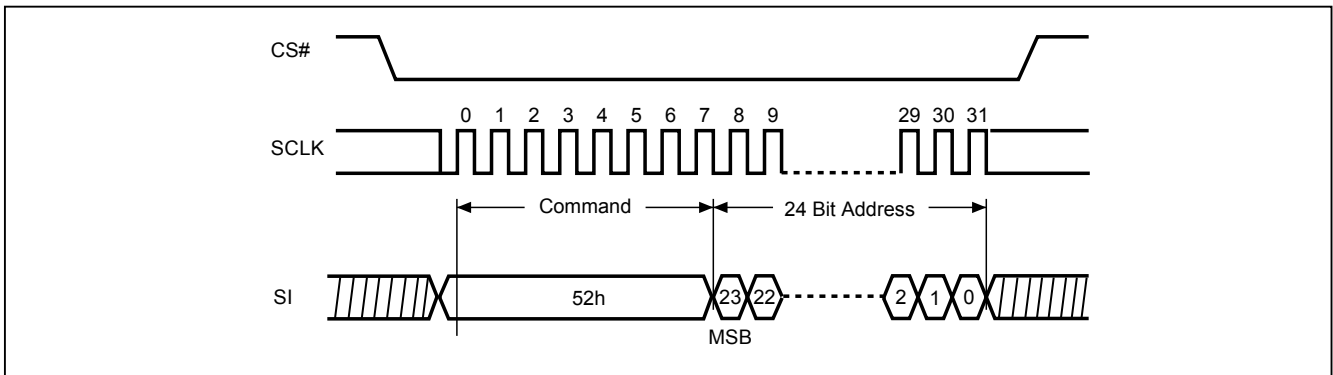 CS#
0 1 2 3 4 5 6 7 8 9 29 30 31
SCLK
Command 24 Bit Address
SI 52h 23 22 2 1 0
MSB